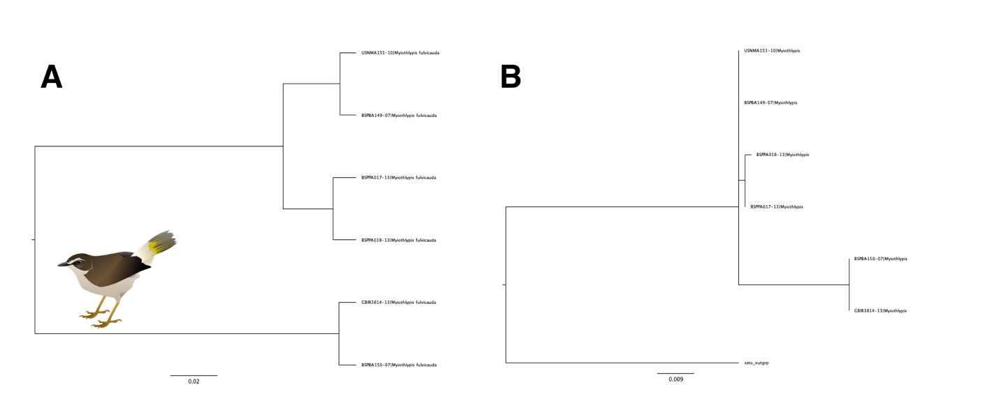 A
USNMA151-10|Myiothlypis fulvicauda
BSPBA149-07|Myiothlypis fulvicauda
BSPPA017-13|Myiothlypis fulvicauda
BSPPA018-13|Myiothlypis fulvicauda
GBIR3814-13|Myiothlypis fulvicauda
BSPBA150-07|Myiothlypis fulvicauda
0.02
B
USNMA151-10|Myiothlypis
BSPBA149-07|Myiothlypis
BSPPA018-13|Myiothlypis
BSPPA017-13|Myiothlypis
BSPBA150-07|Myiothlypis
GBIR3814-13|Myiothlypis
seto_outgrp
0.009